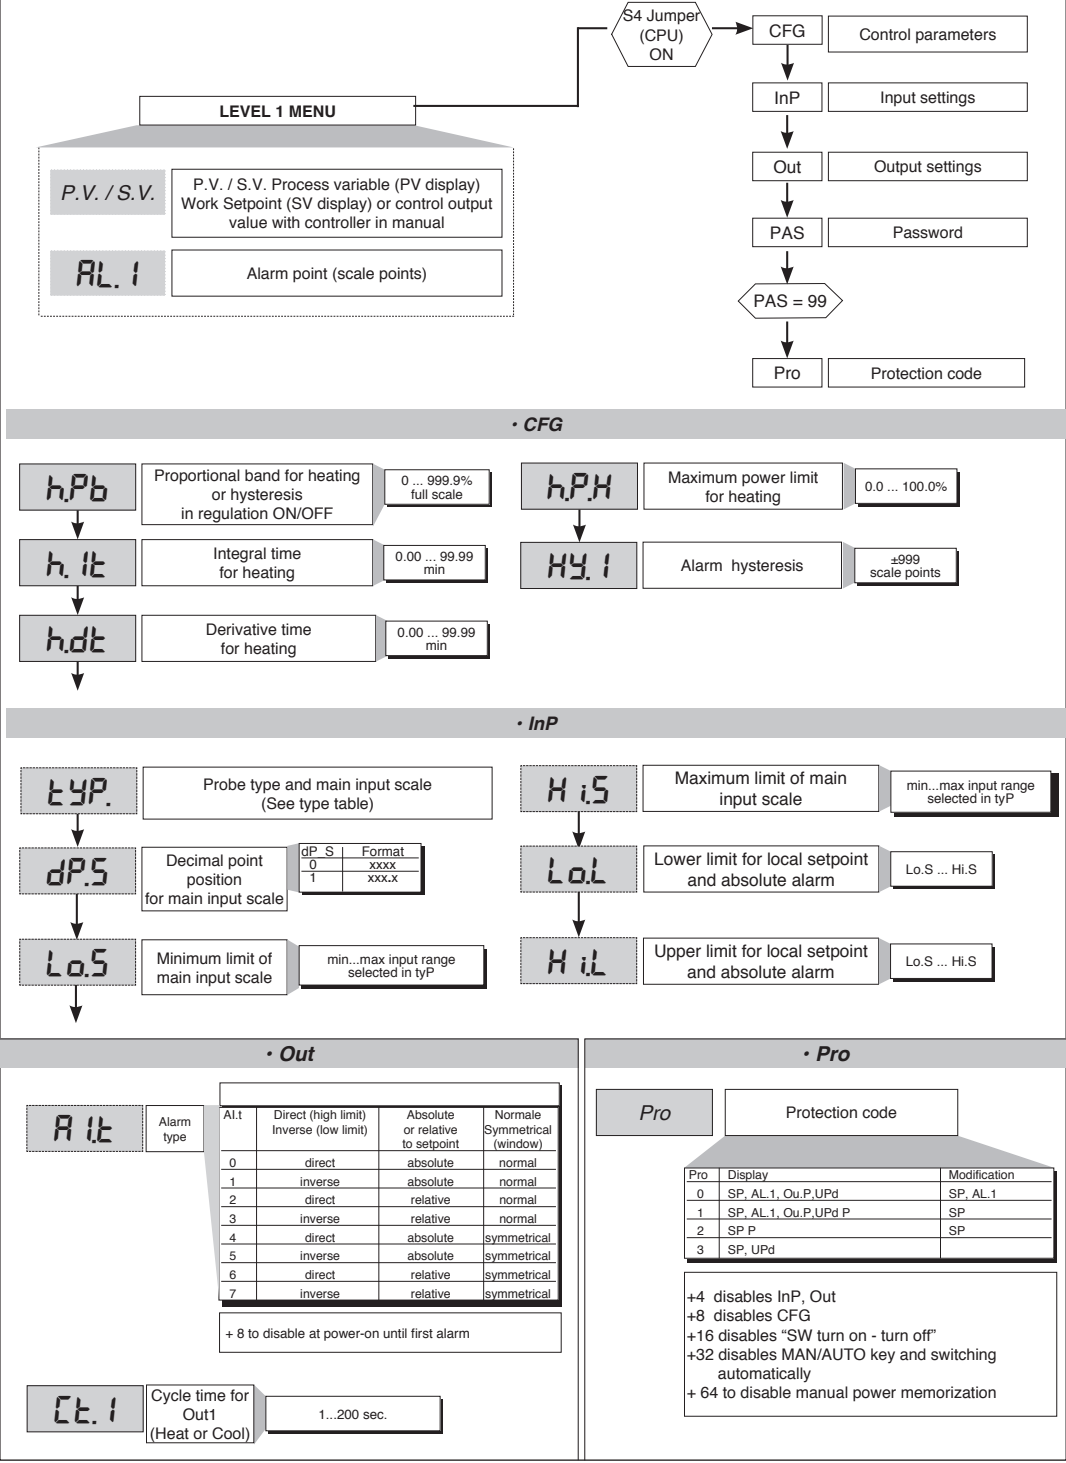 S4 Jumper
(CPU)
ON
CFG
Control parameters
InP
Input settings
Out
Output settings
PAS
Password
PAS = 99
Pro
Protection code
LEVEL 1 MENU
P.V. / S.V.
P.V. / S.V. Process variable (PV display)
Work Setpoint (SV display) or control output
value with controller in manual
AL. 1
Alarm point (scale points)
• CFG
h.Pb
Proportional band for heating
or hysteresis
in regulation ON/OFF
0 ... 999.9%
full scale
h. It
Integral time
for heating
0.00 ... 99.99
min
h.dt
Derivative time
for heating
0.00 ... 99.99
min
h.P.H
Maximum power limit
for heating
0.0 ... 100.0%
HY. 1
Alarm hysteresis
±999
scale points
• InP
tYP.
Probe type and main input scale
(See type table)
dP.S
Decimal point
position
for main input scale
dP_S Format
0 xxxx
1 xxx.x
Lo.S
Minimum limit of
main input scale
min...max input range
selected in tyP
H i.S
Maximum limit of main
input scale
min...max input range
selected in tyP
Lo.L
Lower limit for local setpoint
and absolute alarm
Lo.S ... Hi.S
H i.L
Upper limit for local setpoint
and absolute alarm
Lo.S ... Hi.S
• Out
A 1.t
Alarm
type
Al.t Direct (high limit) Absolute Normale
Inverse (low limit) or relative Symmetrical
to setpoint (window)
0 direct absolute normal
1 inverse absolute normal
2 direct relative normal
3 inverse relative normal
4 direct absolute symmetrical
5 inverse absolute symmetrical
6 direct relative symmetrical
7 inverse relative symmetrical
+ 8 to disable at power-on until first alarm
Ct. 1
Cycle time for
Out1
(Heat or Cool)
1...200 sec.
• Pro
Pro
Protection code
Pro Display Modification
0 SP, AL.1, Ou.P,UPd SP, AL.1
1 SP, AL.1, Ou.P,UPd P SP
2 SP P SP
3 SP, UPd
+4 disables InP, Out
+8 disables CFG
+16 disables “SW turn on - turn off”
+32 disables MAN/AUTO key and switching
automatically
+ 64 to disable manual power memorization